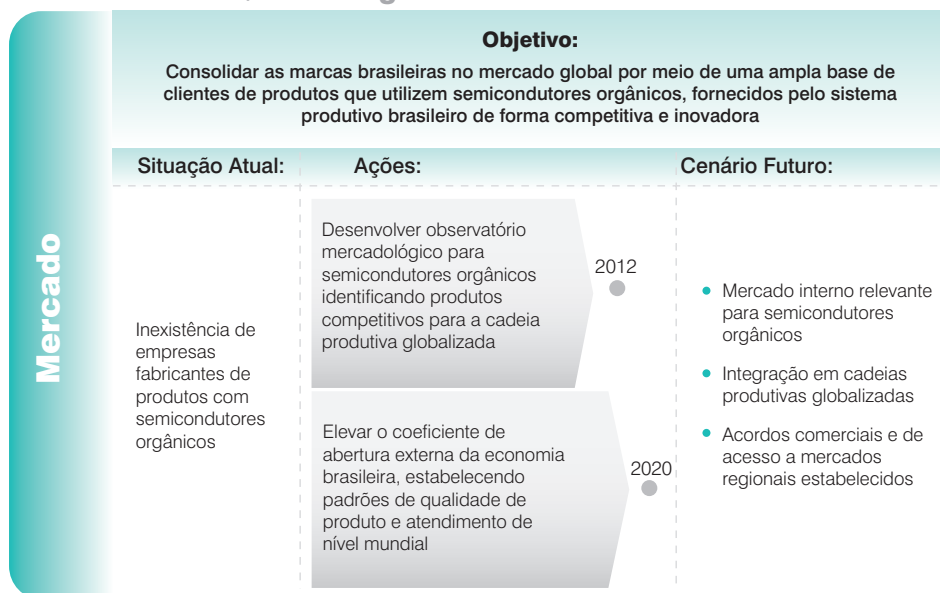 Objetivo:
Consolidar as marcas brasileiras no mercado global por meio de uma ampla base de
clientes de produtos que utilizem semicondutores orgânicos, fornecidos pelo sistema
produtivo brasileiro de forma competitiva e inovadora
Mercado
Situação Atual:
Ações:
Cenário Futuro:
Inexistência de
empresas
fabricantes de
produtos com
semicondutores
orgânicos
Desenvolver observatório
mercadológico para
semicondutores orgânicos
identificando produtos
competitivos para a cadeia
produtiva globalizada
2012
Elevar o coeficiente de
abertura externa da economia
brasileira, estabelecendo
padrões de qualidade de
produto e atendimento de
nível mundial
2020
• Mercado interno relevante
para semicondutores
orgânicos
• Integração em cadeias
produtivas globalizadas
• Acordos comerciais e de
acesso a mercados
regionais estabelecidos